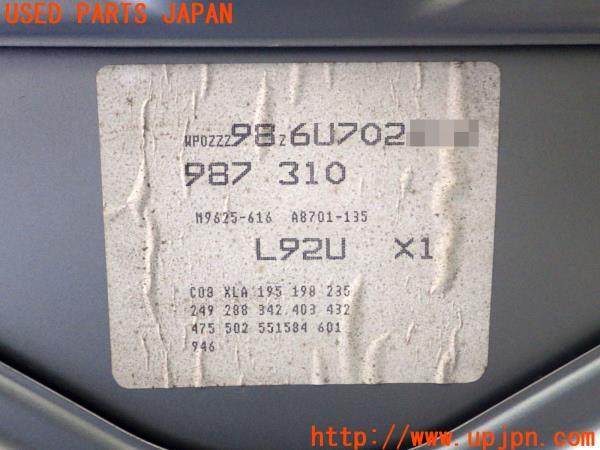 USED PARTS JAPAN
WP0ZZZ98Z6U702
987 310
M9625-616 A8701-135
L92U X1
C08 XLA 195 198 235
249 288 342 403 432
475 502 551584 601
946
http://www.upjpn.com/